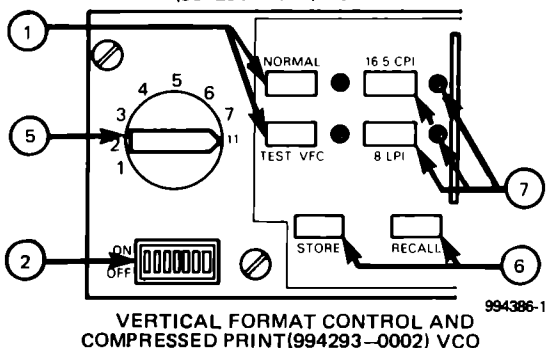 1
NORMAL
16 5 CPI
5
4
6
3
7
5
2
11
TEST VFC
8 LPI
1
7
STORE
RECALL
ON
2
OFF
6
994386-1
VERTICAL FORMAT CONTROL AND
COMPRESSED PRINT(994293—0002) VCO